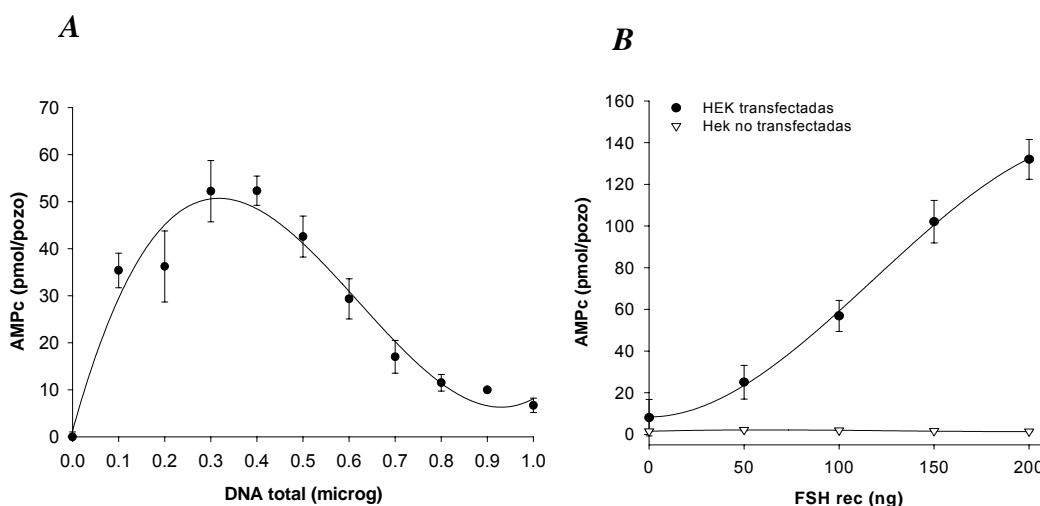 A
B
70
60
50
40
30
20
10
0
AMPc (pmol/pozo)
0.0 0.1 0.2 0.3 0.4 0.5 0.6 0.7 0.8 0.9 1.0
DNA total (microg)
160
140
120
100
80
60
40
20
0
AMPc (pmol/pozo)
HEK transfectadas
Hek no transfectadas
0 50 100 150 200
FSH rec (ng)